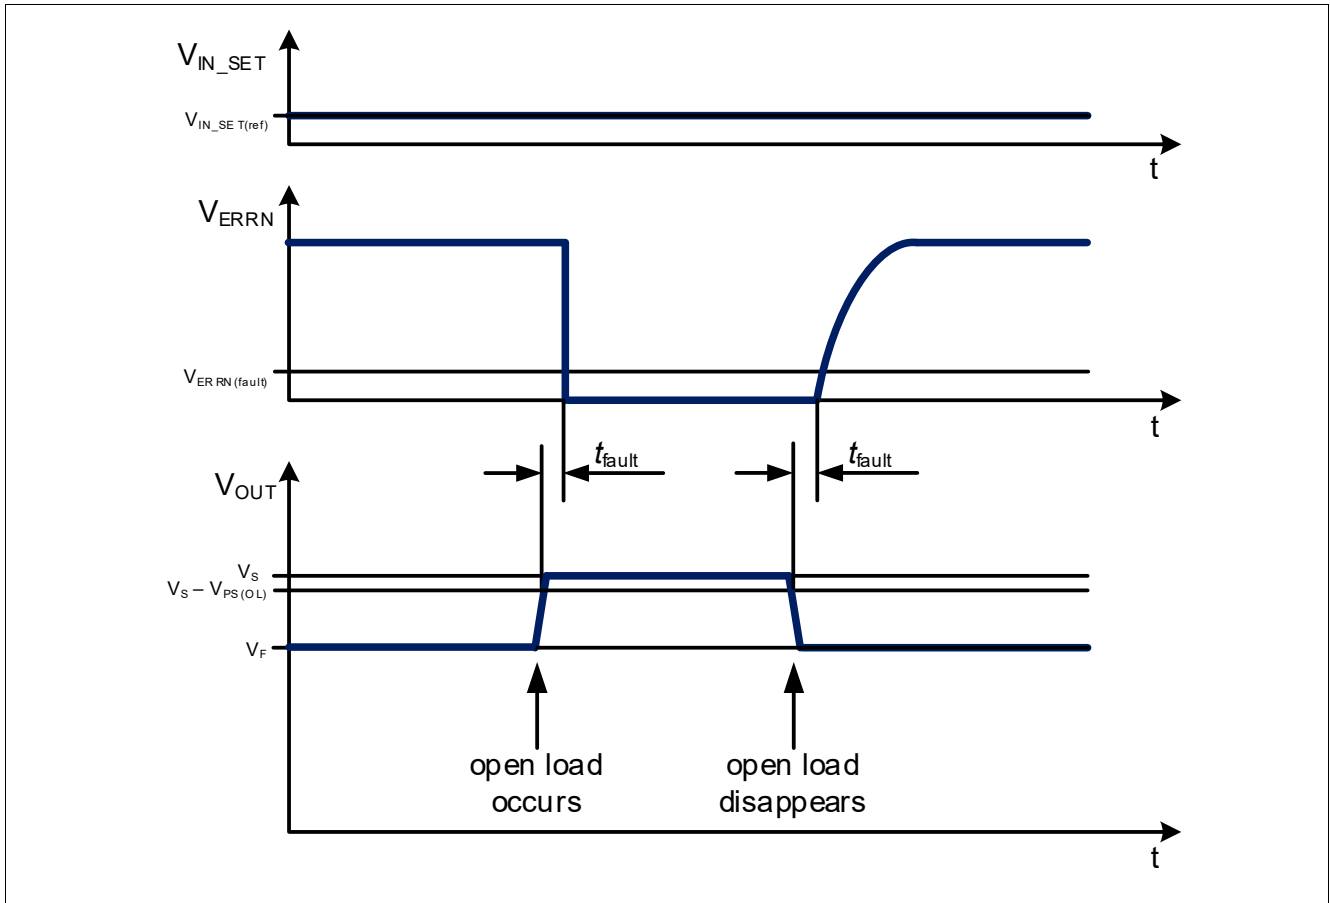 VIN_SET
VIN_SET(ref)
t
VERRN
VERRN(fault)
t
tfault
tfault
VOUT
VS
VS – VPS(OL)
VF
open load
occurs
open load
disappears
t